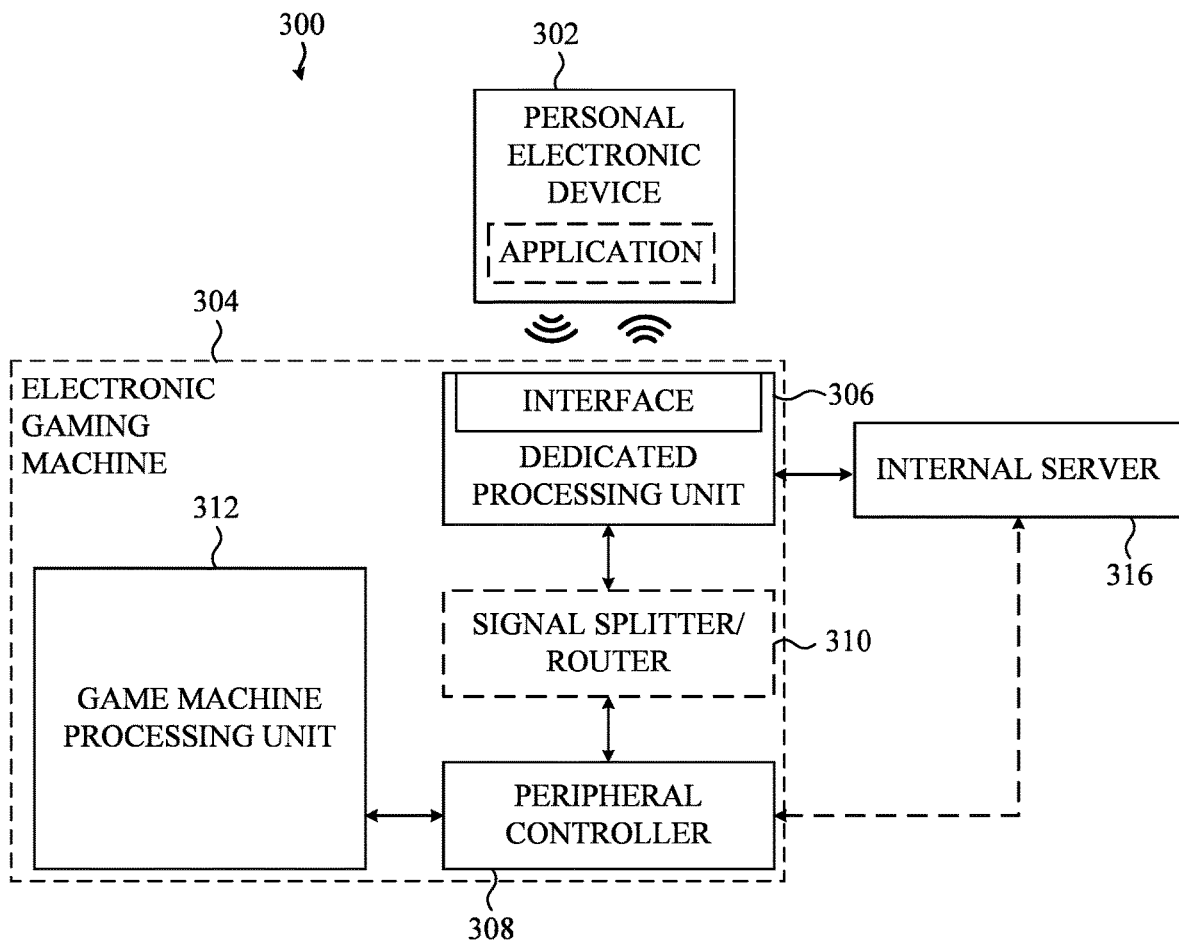 300
302
PERSONAL
ELECTRONIC
DEVICE
APPLICATION
304
ELECTRONIC
GAMING
MACHINE
INTERFACE
306
DEDICATED
PROCESSING UNIT
INTERNAL SERVER
316
312
GAME MACHINE
PROCESSING UNIT
SIGNAL SPLITTER/
ROUTER
310
PERIPHERAL
CONTROLLER
308